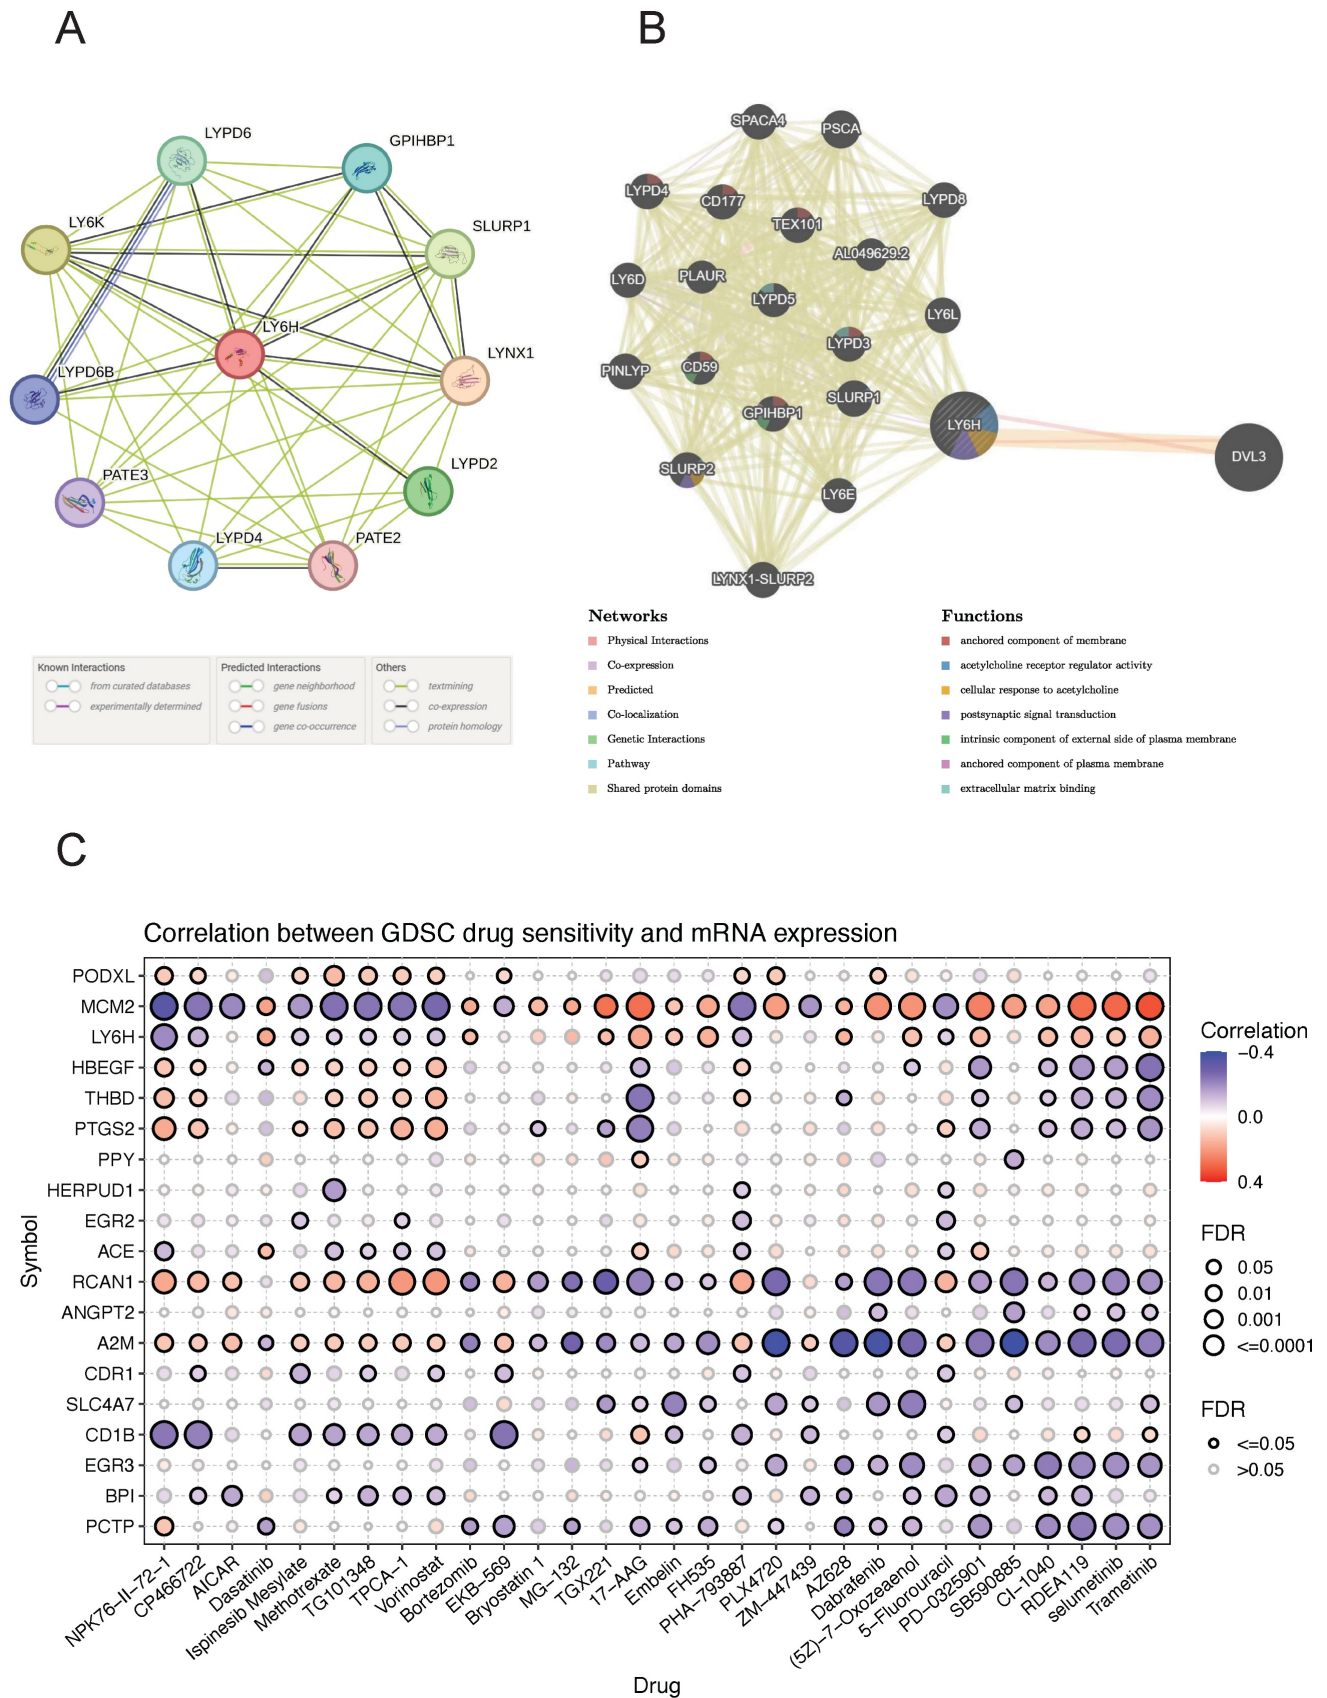 A
B
LYPD6
GPIHBP1
LY6K
SLURP1
LY6H
LYNX1
LYPD6B
LYPD2
PATE3
LYPD4
PATE2
Known Interactions
from curated databases
experimentally determined
Predicted Interactions
gene neighborhood
gene fusions
gene co-occurrence
Others
textmining
co-expression
protein homology
SPACA4
PSCA
LYPD4
CD177
LYPD8
TEX101
AL049629.2
LY6D
PLAUR
LYPD5
LY6L
LYPD3
PINLYP
CD59
SLURP1
GPIHBP1
LY6H
DVL3
SLURP2
LY6E
LYNX1-SLURP2
Networks
Physical Interactions
Co-expression
Predicted
Co-localization
Genetic Interactions
Pathway
Shared protein domains
Functions
anchored component of membrane
acetylcholine receptor regulator activity
cellular response to acetylcholine
postsynaptic signal transduction
intrinsic component of external side of plasma membrane
anchored component of plasma membrane
extracellular matrix binding
C
Correlation between GDSC drug sensitivity and mRNA expression
Symbol
PODXL
MCM2
LY6H
HBEGF
THBD
PTGS2
PPY
HERPUD1
EGR2
ACE
RCAN1
ANGPT2
A2M
CDR1
SLC4A7
CD1B
EGR3
BPI
PCTP
NPK76-II-72-1
CP466722
AICAR
Dasatinib
Ispinesib Mesylate
Methotrexate
TG101348
TPCA-1
Vorinostat
Bortezomib
EKB-569
Bryostatin 1
MG-132
TGX221
17-AAG
Embelin
FH535
PHA-793887
PLX4720
ZM-447439
AZ628
Dabrafenib
(5Z)-7-Oxozeaenol
5-Fluorouracil
PD-0325901
SB590885
CI-1040
RDEA119
selumetinib
Trametinib
Drug
Correlation
-0.4
0.0
0.4
FDR
0.05
0.01
0.001
<=0.0001
FDR
<=0.05
>0.05